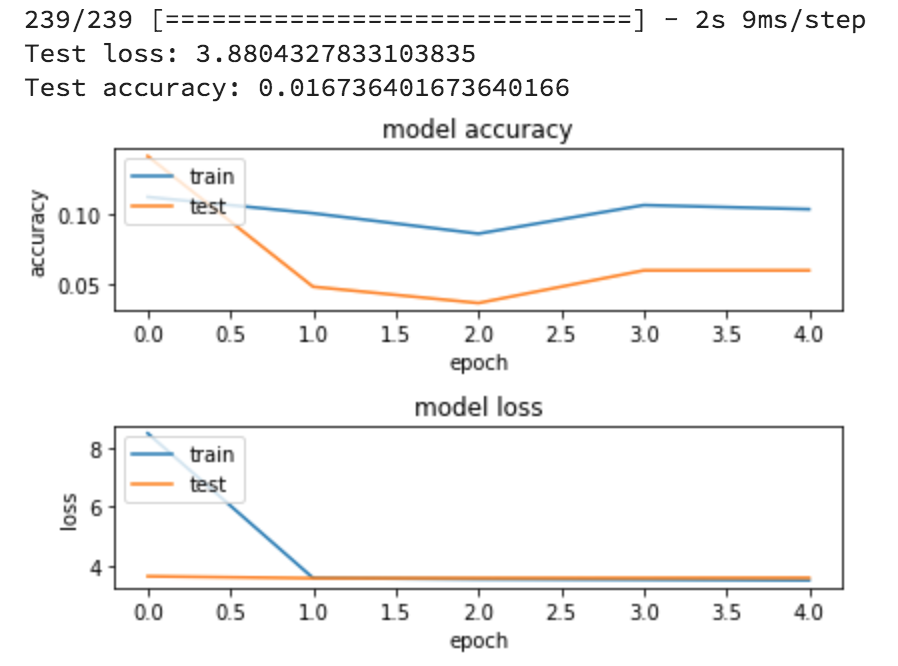 239/239 [==============================] - 2s 9ms/step
Test loss: 3.8804327833103835
Test accuracy: 0.016736401673640166
model accuracy
train
test
accuracy
0.10
0.05
0.0 0.5 1.0 1.5 2.0 2.5 3.0 3.5 4.0
epoch
model loss
train
test
loss
8
6
4
0.0 0.5 1.0 1.5 2.0 2.5 3.0 3.5 4.0
epoch